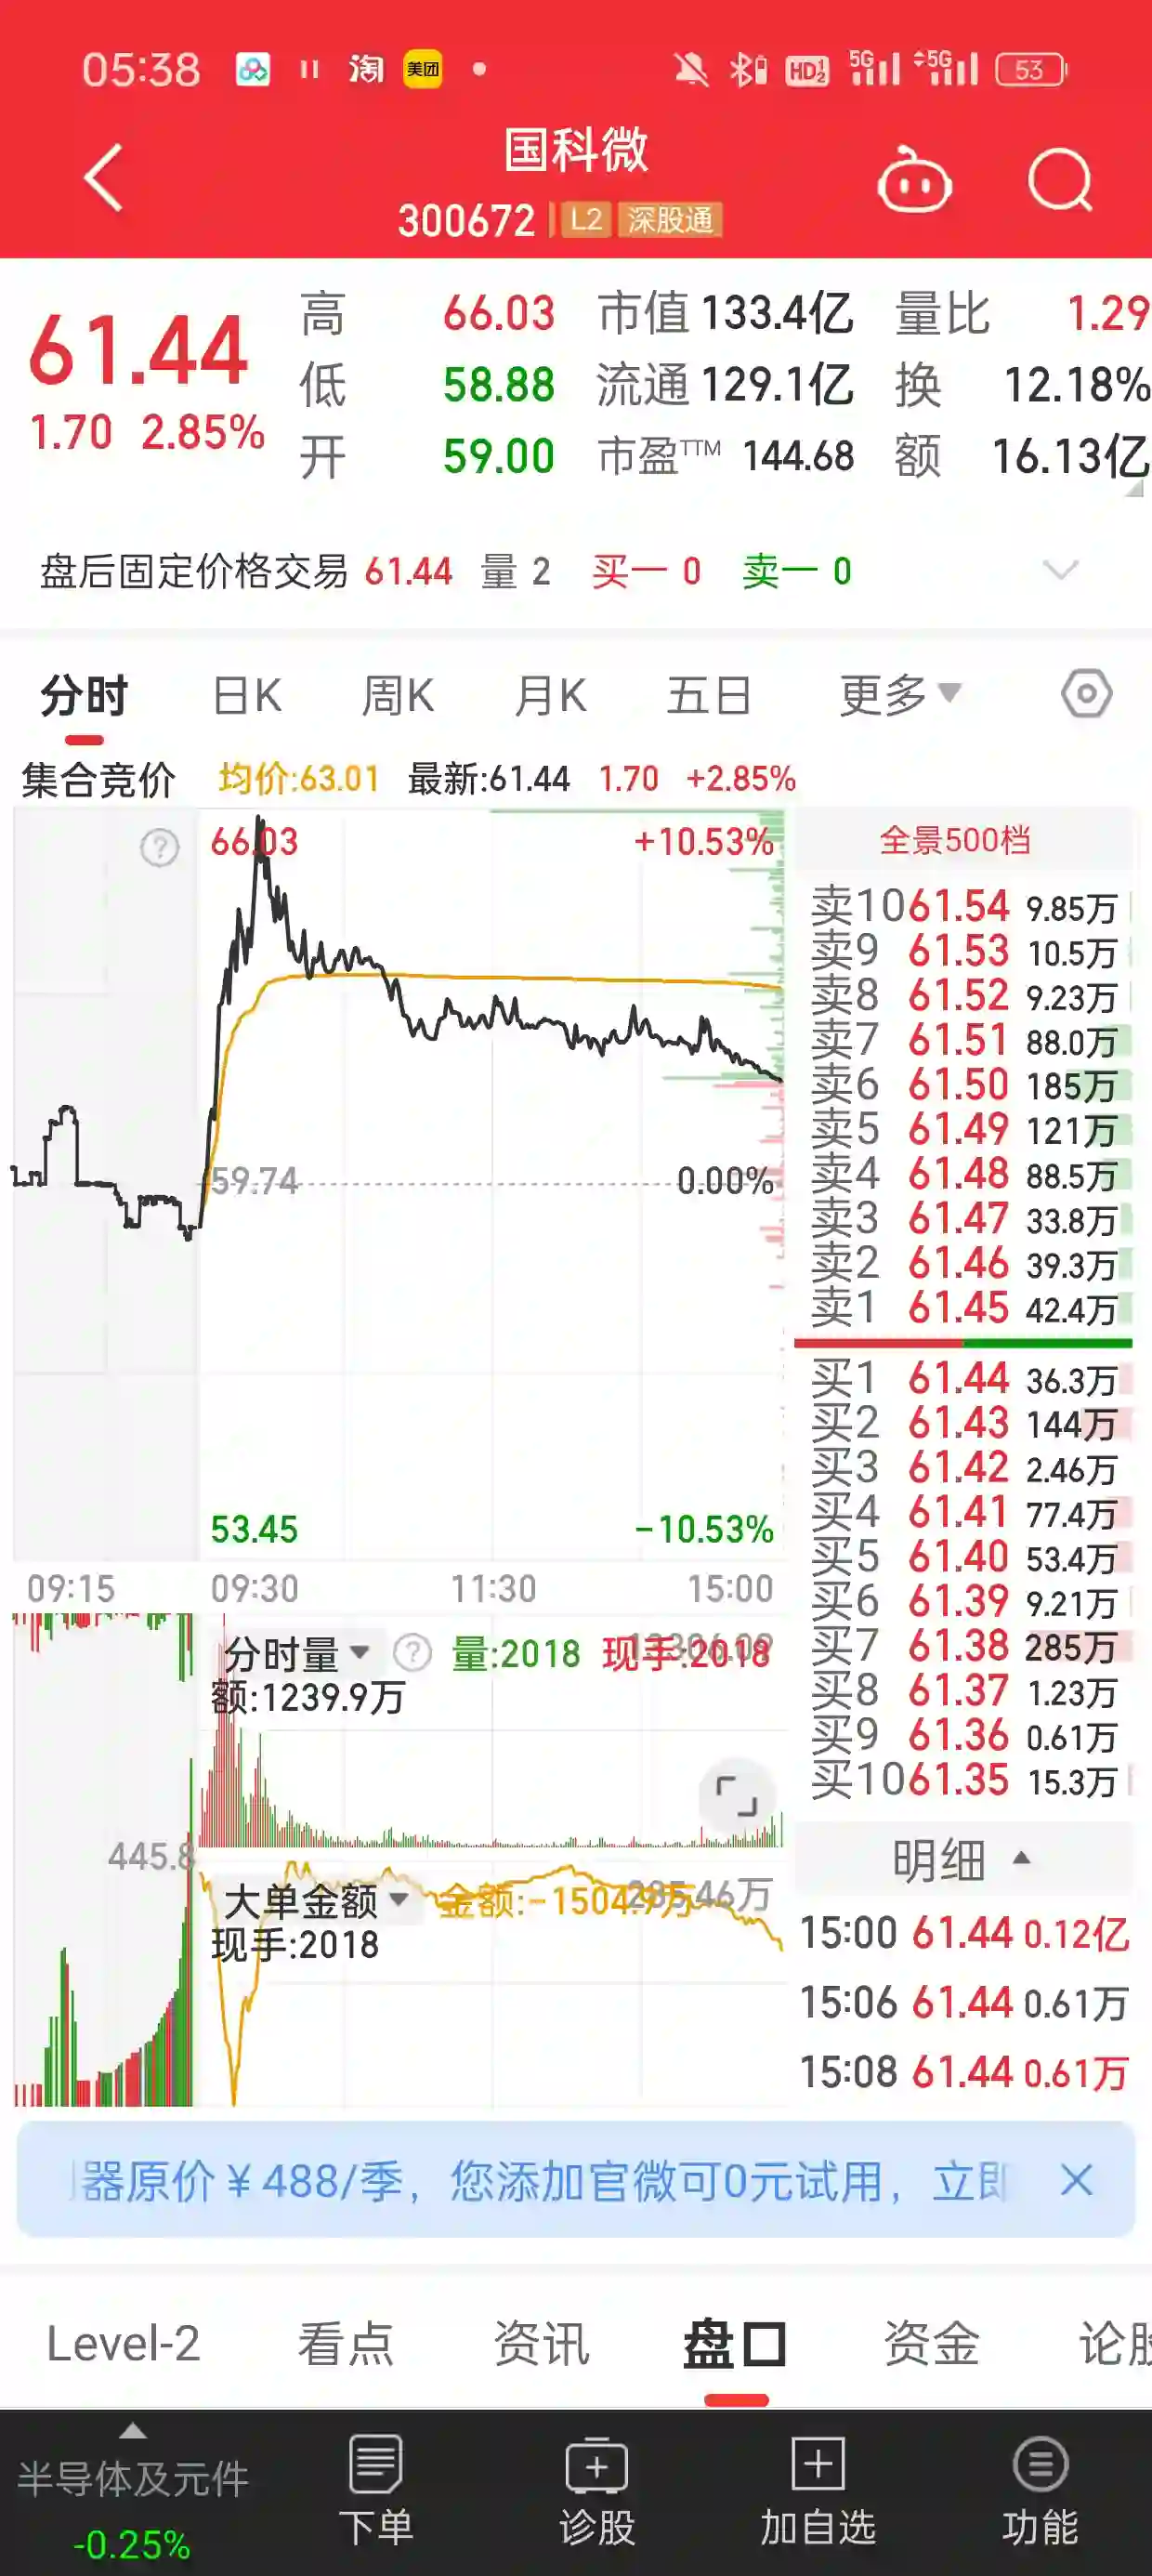 05:38 淘 美团 HD 1 2 5G 5G 53
国科微
300672 L2 深股通
61.44
1.70 2.85%
高 66.03 市值 133.4亿 量比 1.29
低 58.88 流通 129.1亿 换 12.18%
开 59.00 市盈TTM 144.68 额 16.13亿
盘后固定价格交易 61.44 量 2 买一 0 卖一 0
分时 日K 周K 月K 五日 更多
集合竞价 均价:63.01 最新:61.44 1.70 +2.85%
66.03 +10.53%
59.74 0.00%
53.45 -10.53%
09:15 09:30 11:30 15:00
全景500档
卖10 61.54 9.85万
卖9 61.53 10.5万
卖8 61.52 9.23万
卖7 61.51 88.0万
卖6 61.50 185万
卖5 61.49 121万
卖4 61.48 88.5万
卖3 61.47 33.8万
卖2 61.46 39.3万
卖1 61.45 42.4万
买1 61.44 36.3万
买2 61.43 144万
买3 61.42 2.46万
买4 61.41 77.4万
买5 61.40 53.4万
买6 61.39 9.21万
买7 61.38 285万
买8 61.37 1.23万
买9 61.36 0.61万
买10 61.35 15.3万
分时量 ? 量:2018 现手:2018
额:1239.9万
445.8
大单金额 金额:-1504.9万
现手:2018
明细
15:00 61.44 0.12亿
15:06 61.44 0.61万
15:08 61.44 0.61万
器原价￥488/季，您添加官微可0元试用，立即
Level-2 看点 资讯 盘口 资金 论股
半导体及元件
-0.25%
下单 诊股 加自选 功能